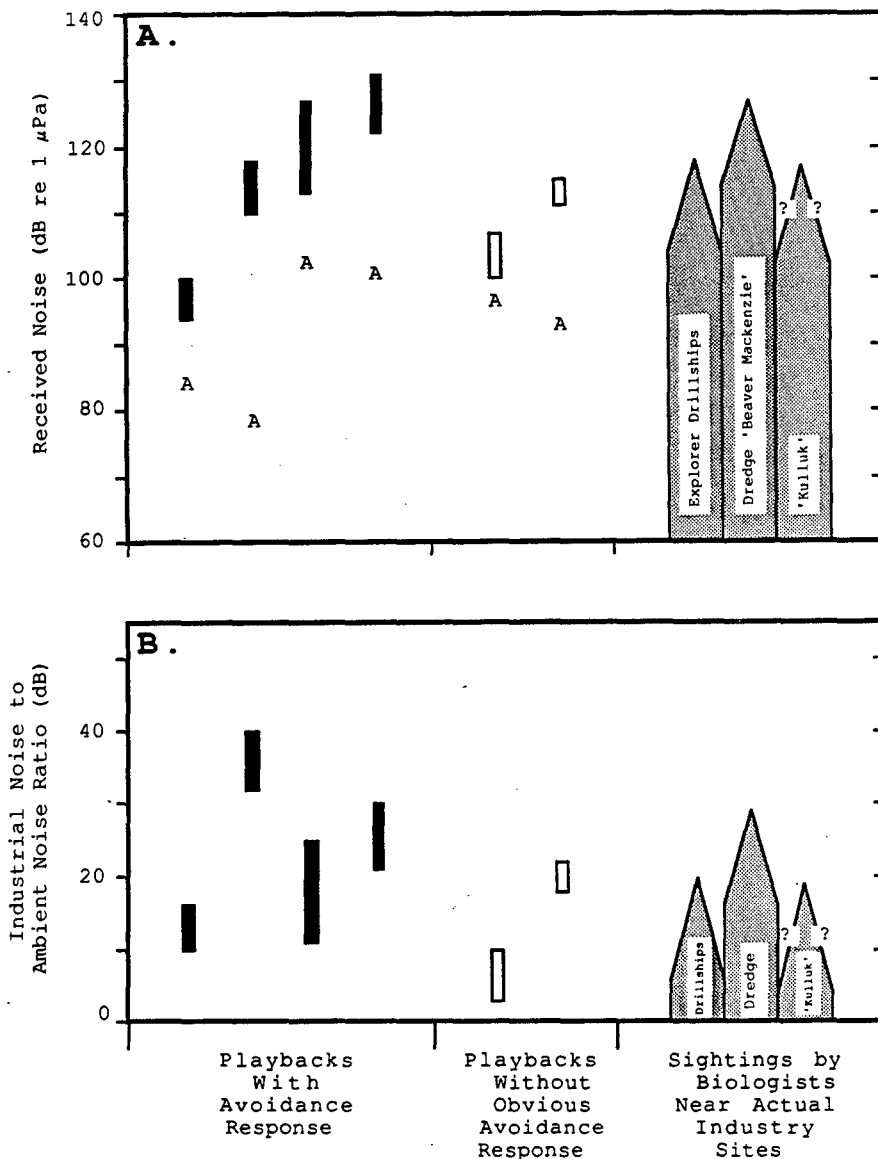 A.
140
120
100
80
60
Received Noise (dB re 1 µPa)
A
A
A
A
A
A
Explorer Drillships
Dredge 'Beaver Mackenzie'
? ?
'Kulluk'
B.
40
20
0
Industrial Noise to
Ambient Noise Ratio (dB)
Drillships
Dredge
? ?
'Kulluk'
Playbacks
With
Avoidance
Response
Playbacks
Without
Obvious
Avoidance
Response
Sightings by
Biologists
Near Actual
Industry
Sites